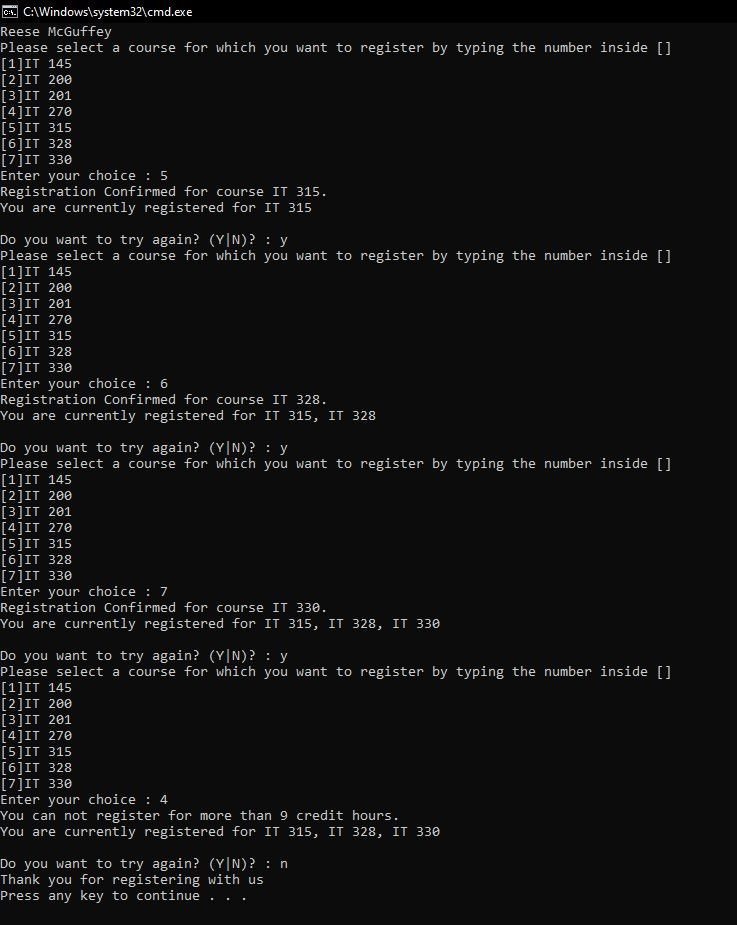 C:\Windows\system32\cmd.exe
Reese McGuffey
Please select a course for which you want to register by typing the number inside []
[1]IT 145
[2]IT 200
[3]IT 201
[4]IT 270
[5]IT 315
[6]IT 328
[7]IT 330
Enter your choice : 5
Registration Confirmed for course IT 315.
You are currently registered for IT 315

Do you want to try again? (Y|N)? : y
Please select a course for which you want to register by typing the number inside []
[1]IT 145
[2]IT 200
[3]IT 201
[4]IT 270
[5]IT 315
[6]IT 328
[7]IT 330
Enter your choice : 6
Registration Confirmed for course IT 328.
You are currently registered for IT 315, IT 328

Do you want to try again? (Y|N)? : y
Please select a course for which you want to register by typing the number inside []
[1]IT 145
[2]IT 200
[3]IT 201
[4]IT 270
[5]IT 315
[6]IT 328
[7]IT 330
Enter your choice : 7
Registration Confirmed for course IT 330.
You are currently registered for IT 315, IT 328, IT 330

Do you want to try again? (Y|N)? : y
Please select a course for which you want to register by typing the number inside []
[1]IT 145
[2]IT 200
[3]IT 201
[4]IT 270
[5]IT 315
[6]IT 328
[7]IT 330
Enter your choice : 4
You can not register for more than 9 credit hours.
You are currently registered for IT 315, IT 328, IT 330

Do you want to try again? (Y|N)? : n
Thank you for registering with us
Press any key to continue . . .